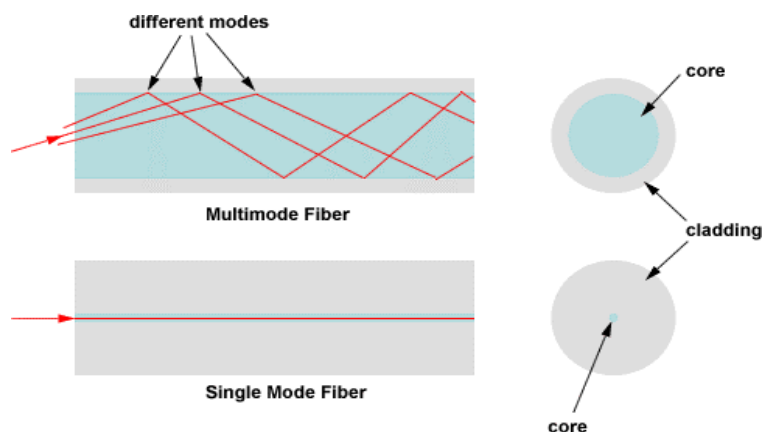 different modes
core
Multimode Fiber
cladding
Single Mode Fiber
core